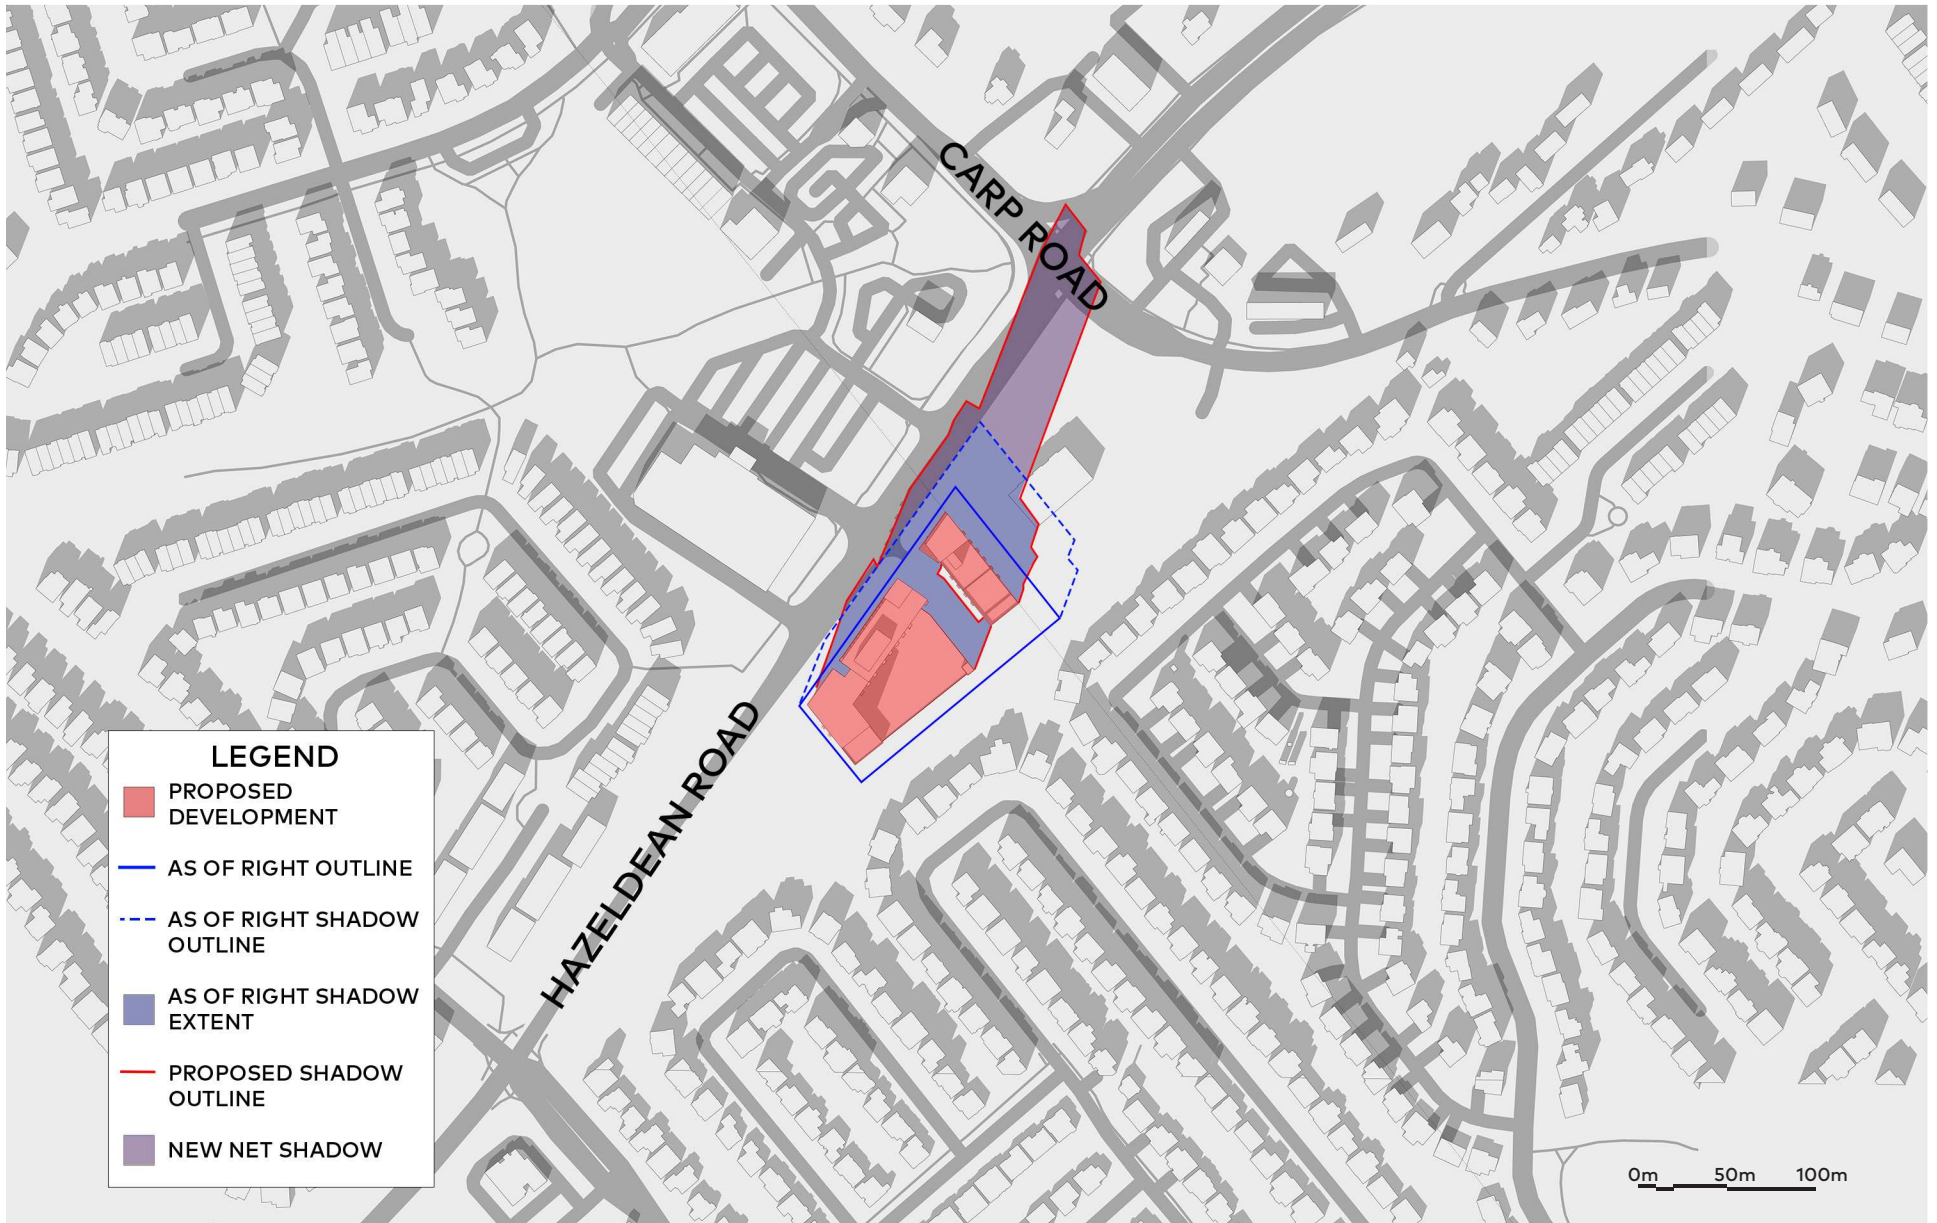 CARP ROAD
HAZELDEAN ROAD
LEGEND
PROPOSED
DEVELOPMENT
AS OF RIGHT OUTLINE
AS OF RIGHT SHADOW
OUTLINE
AS OF RIGHT SHADOW
EXTENT
PROPOSED SHADOW
OUTLINE
NEW NET SHADOW
0m 50m 100m